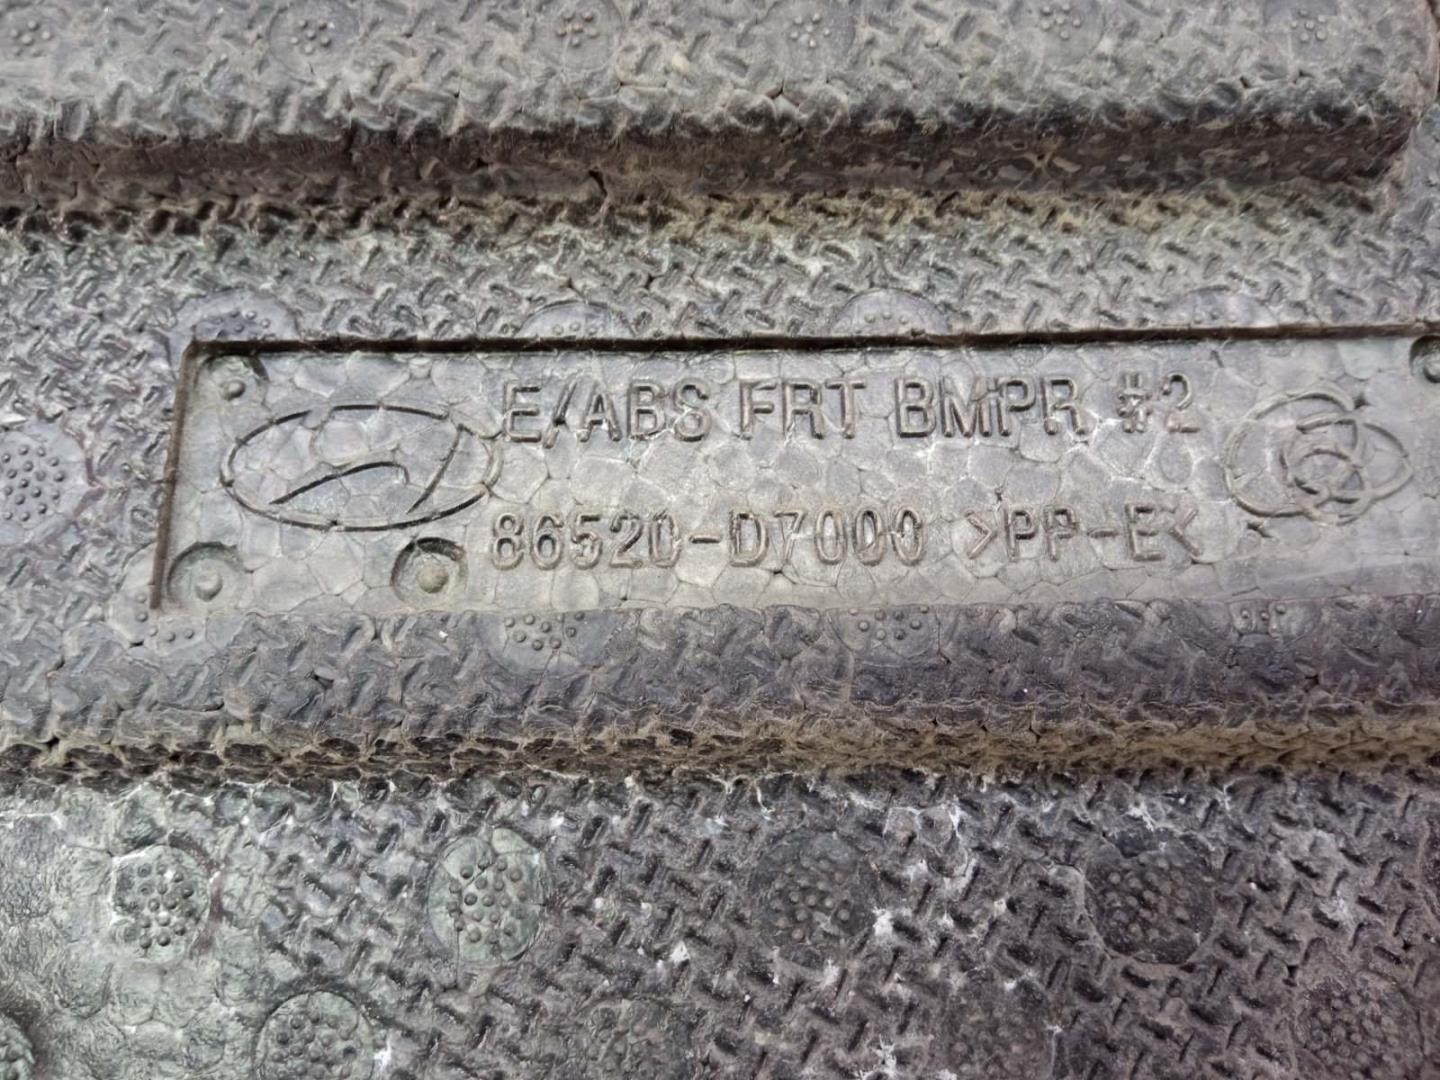 E/ABS FRT BMPR #2
86520-D7000 >PP-E<